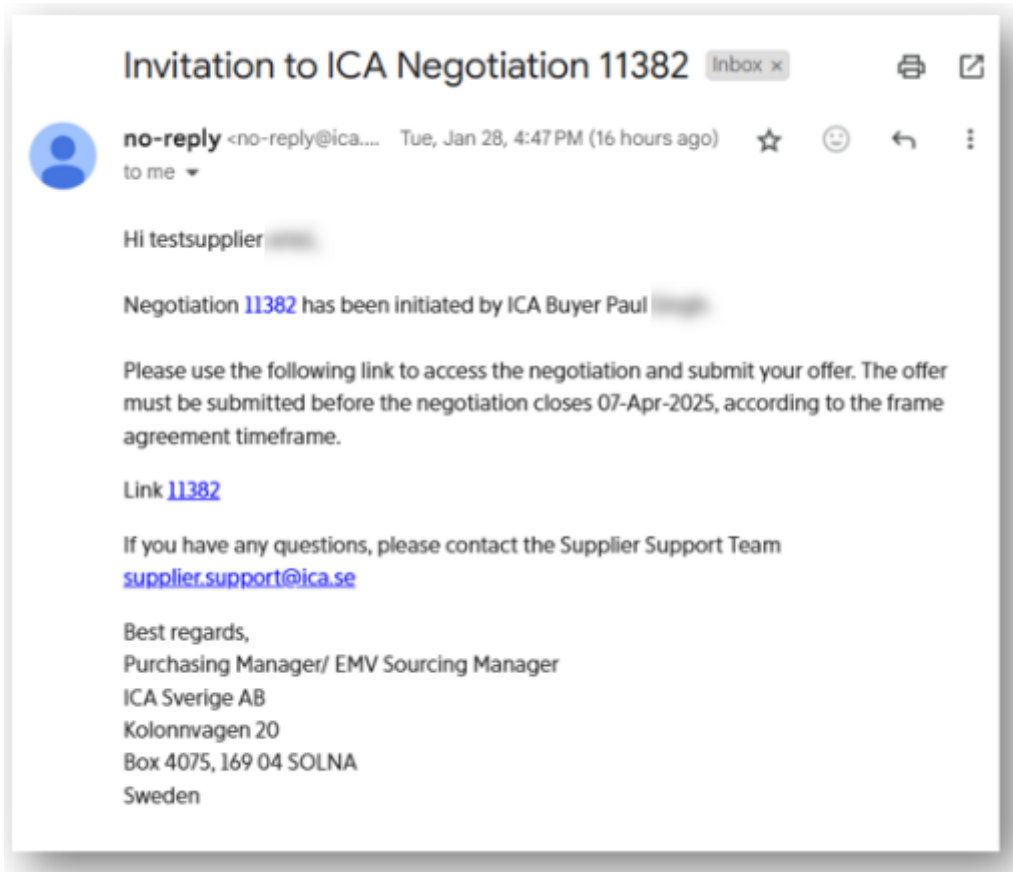 Invitation to ICA Negotiation 11382 Inbox ×
no-reply <no-reply@ica.... Tue, Jan 28, 4:47 PM (16 hours ago)
to me
Hi testsupplier
Negotiation 11382 has been initiated by ICA Buyer Paul
Please use the following link to access the negotiation and submit your offer. The offer
must be submitted before the negotiation closes 07-Apr-2025, according to the frame
agreement timeframe.
Link 11382
If you have any questions, please contact the Supplier Support Team
supplier.support@ica.se
Best regards,
Purchasing Manager/ EMV Sourcing Manager
ICA Sverige AB
Kolonnvagen 20
Box 4075, 169 04 SOLNA
Sweden